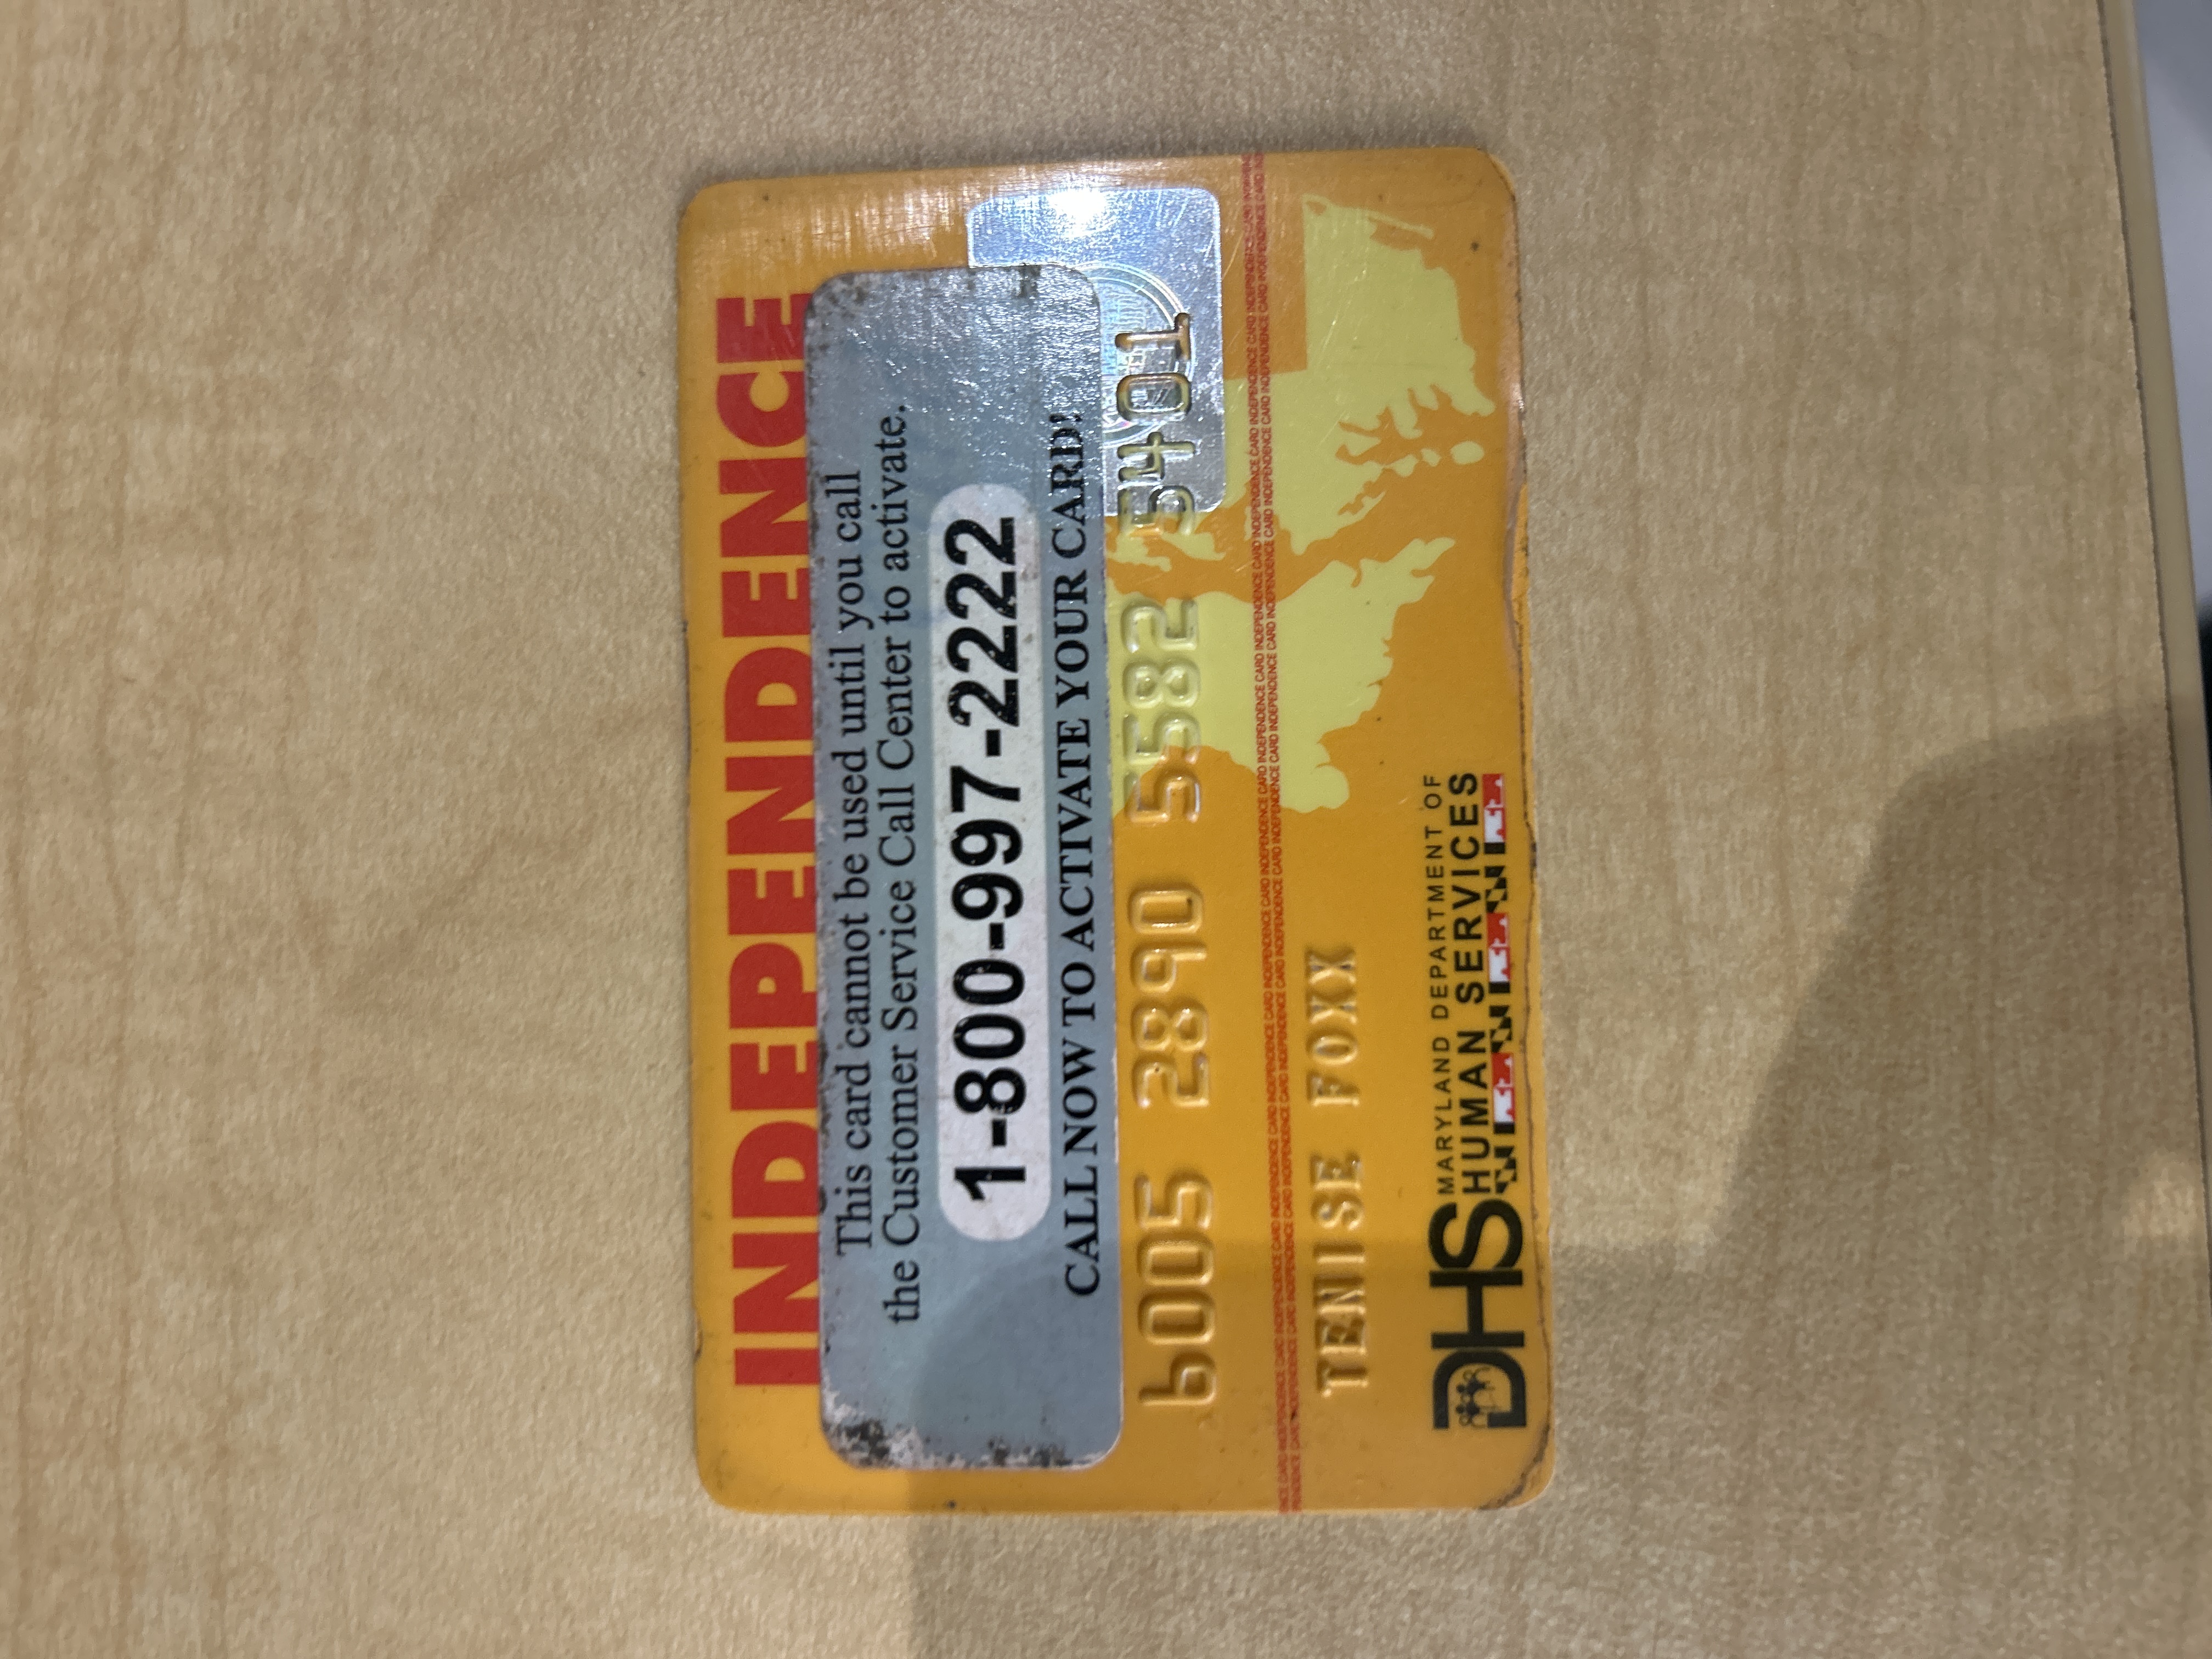 INDEPENDENCE
This card cannot be used until you call
the Customer Service Call Center to activate.
1-800-997-2222
CALL NOW TO ACTIVATE YOUR CARD!
6005 2890 5582 5401
TENISE FOXX
DHS
MARYLAND DEPARTMENT OF
HUMAN SERVICES